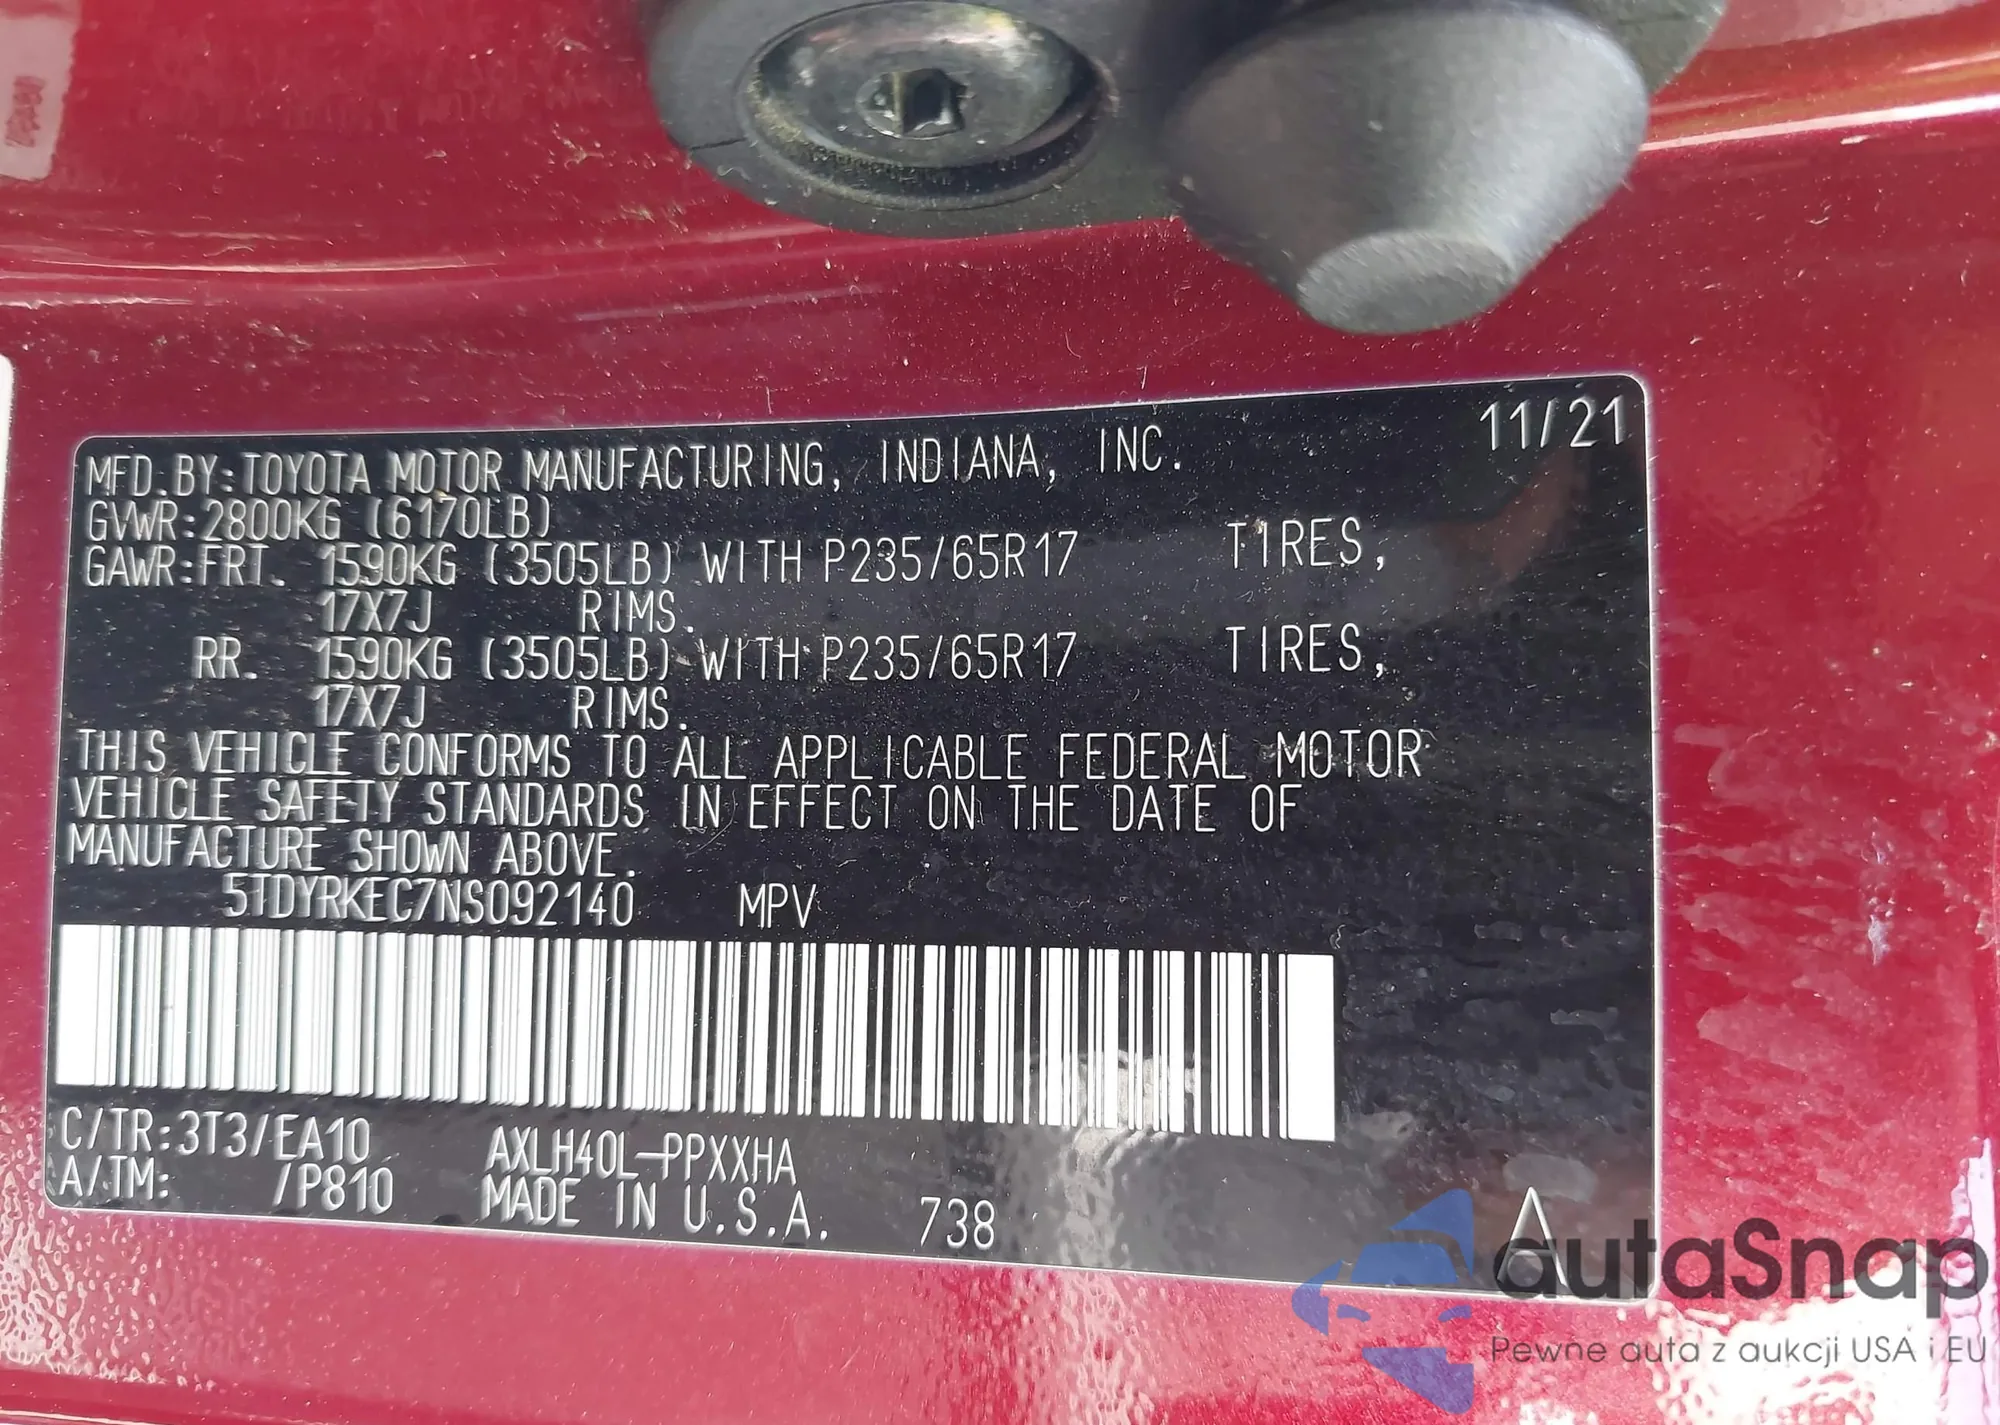 11/21
MFD.BY:TOYOTA MOTOR MANUFACTURING, INDIANA, INC.
GVWR:2800KG (6170LB)
GAWR:FRT. 1590KG (3505LB) WITH P235/65R17 TIRES,
17X7J RIMS.
RR. 1590KG (3505LB) WITH P235/65R17 TIRES,
17X7J RIMS.
THIS VEHICLE CONFORMS TO ALL APPLICABLE FEDERAL MOTOR
VEHICLE SAFETY STANDARDS IN EFFECT ON THE DATE OF
MANUFACTURE SHOWN ABOVE.
5TDYRKEC7NS092140 MPV
C/TR:3T3/EA10 AXLH40L-PPXXHA
A/TM: /P810 MADE IN U.S.A. 738 A
autaSnap
Pewne auta z aukcji USA i EU